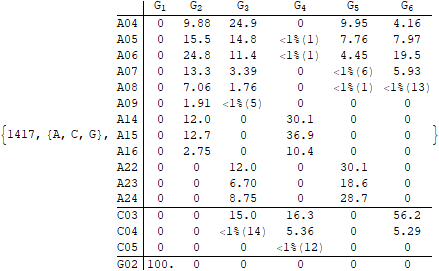 G1 G2 G3 G4 G5 G6
A04 0 9.88 24.9 0 9.95 4.16
A05 0 15.5 14.8 <1%(1) 7.76 7.97
A06 0 24.8 11.4 <1%(1) 4.45 19.5
A07 0 13.3 3.39 0 <1%(6) 5.93
A08 0 7.06 1.76 0 <1%(1) <1%(13)
A09 0 1.91 <1%(5) 0 0 0
A14 0 12.0 0 30.1 0 0
{1417, {A, C, G}, A15 0 12.7 0 36.9 0 0 }
A16 0 2.75 0 10.4 0 0
A22 0 0 12.0 0 30.1 0
A23 0 0 6.70 0 18.6 0
A24 0 0 8.75 0 28.7 0
C03 0 0 15.0 16.3 0 56.2
C04 0 0 <1%(14) 5.36 0 5.29
C05 0 0 0 <1%(12) 0 0
G02 100. 0 0 0 0 0